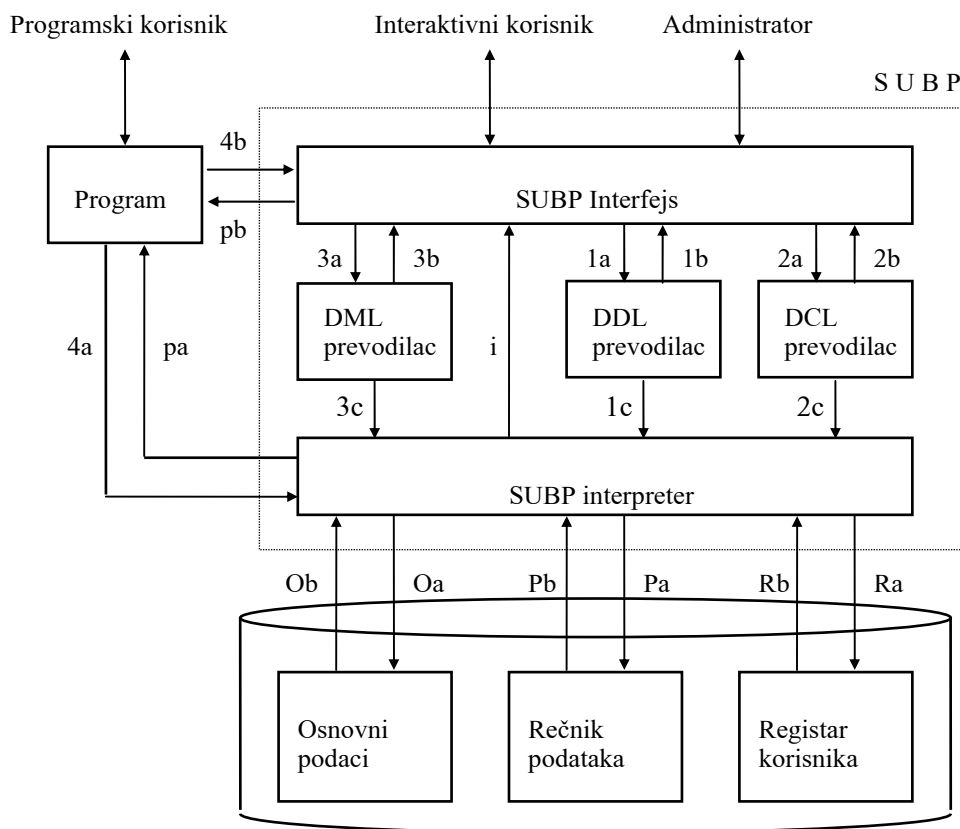 Programski korisnik
Interaktivni korisnik
Administrator
S U B P
4b
Program
SUBP Interfejs
pb
3a
3b
1a
1b
2a
2b
DML
prevodilac
DDL
prevodilac
DCL
prevodilac
4a
pa
i
3c
1c
2c
SUBP interpreter
Ob
Oa
Pb
Pa
Rb
Ra
Osnovni
podaci
Rečnik
podataka
Registar
korisnika